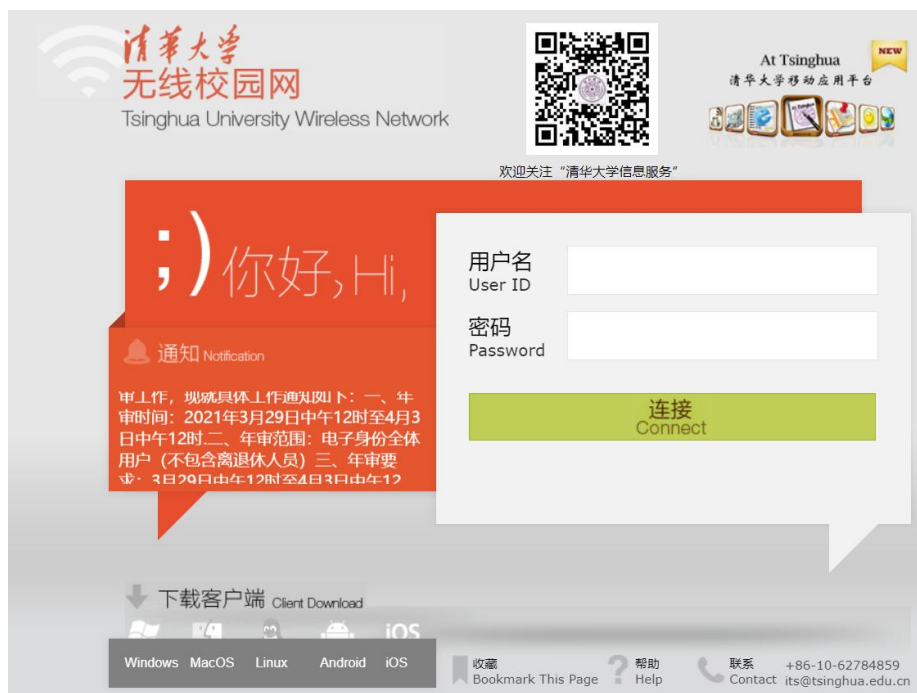 清华大学
无线校园网
Tsinghua University Wireless Network
欢迎关注“清华大学信息服务”
At Tsinghua
NEW
清华大学移动应用平台
;)你好,Hi,
通知 Notification
审工作，现就具体工作通知如下：一、年
审时间：2021年3月29日中午12时至4月3
日中午12时.二、年审范围：电子身份全体
用户（不包含离退休人员）三、年审要
求：3月29日中午12时至4月3日中午12
用户名
User ID
密码
Password
连接
Connect
下载客户端 Client Download
iOS
Windows MacOS Linux Android iOS
收藏
Bookmark This Page
帮助
Help
联系
Contact
+86-10-62784859
its@tsinghua.edu.cn